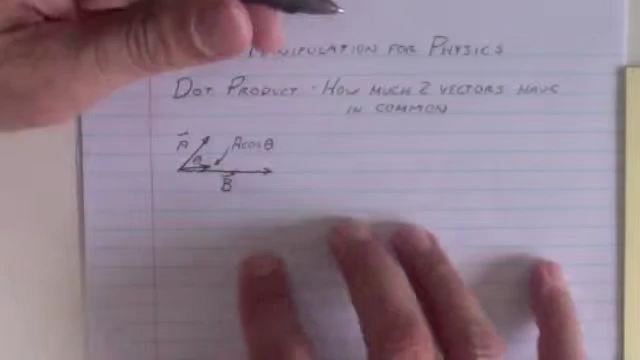 MANIPULATION FOR PHYSICS
DOT PRODUCT - HOW MUCH 2 VECTORS HAVE
IN COMMON
A
θ
A cos θ
B